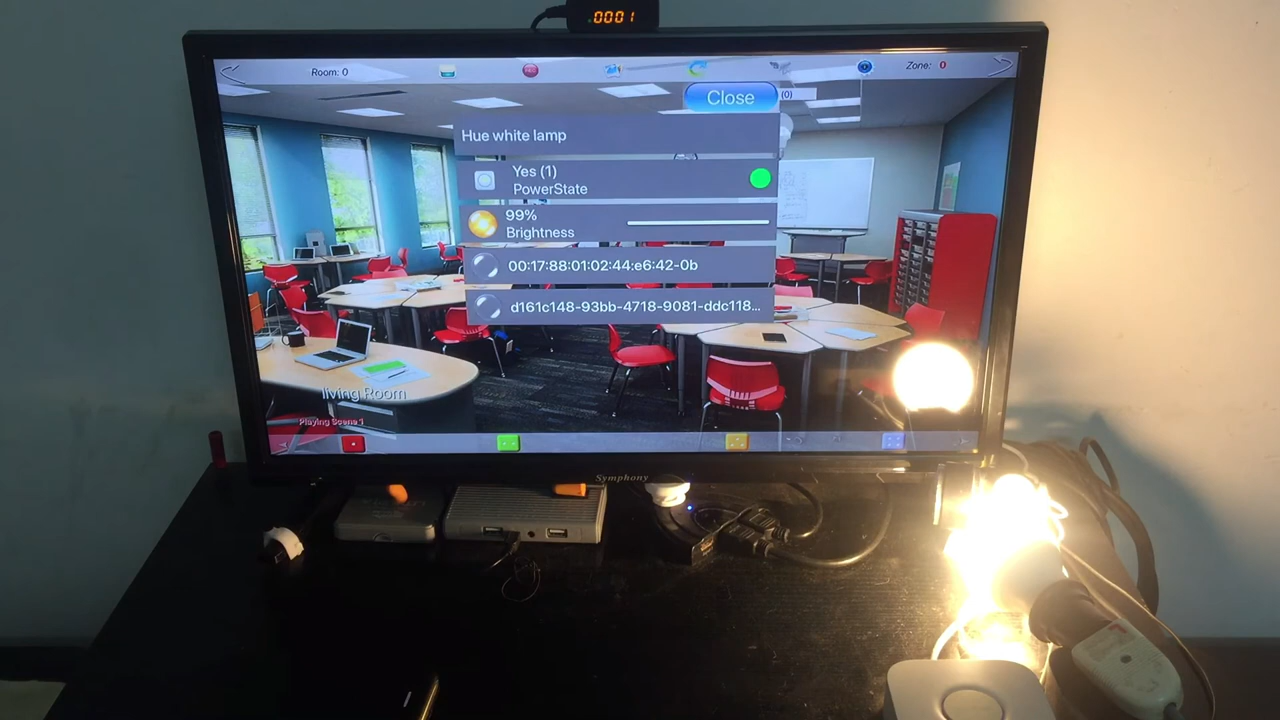 0001
Room: 0
Zone: 0
Close
(0)
Hue white lamp
Yes (1)
PowerState
99%
Brightness
00:17:88:01:02:44:e6:42-0b
d161c148-93bb-4718-9081-ddc118...
living Room
Playing Scene 1
Symphony